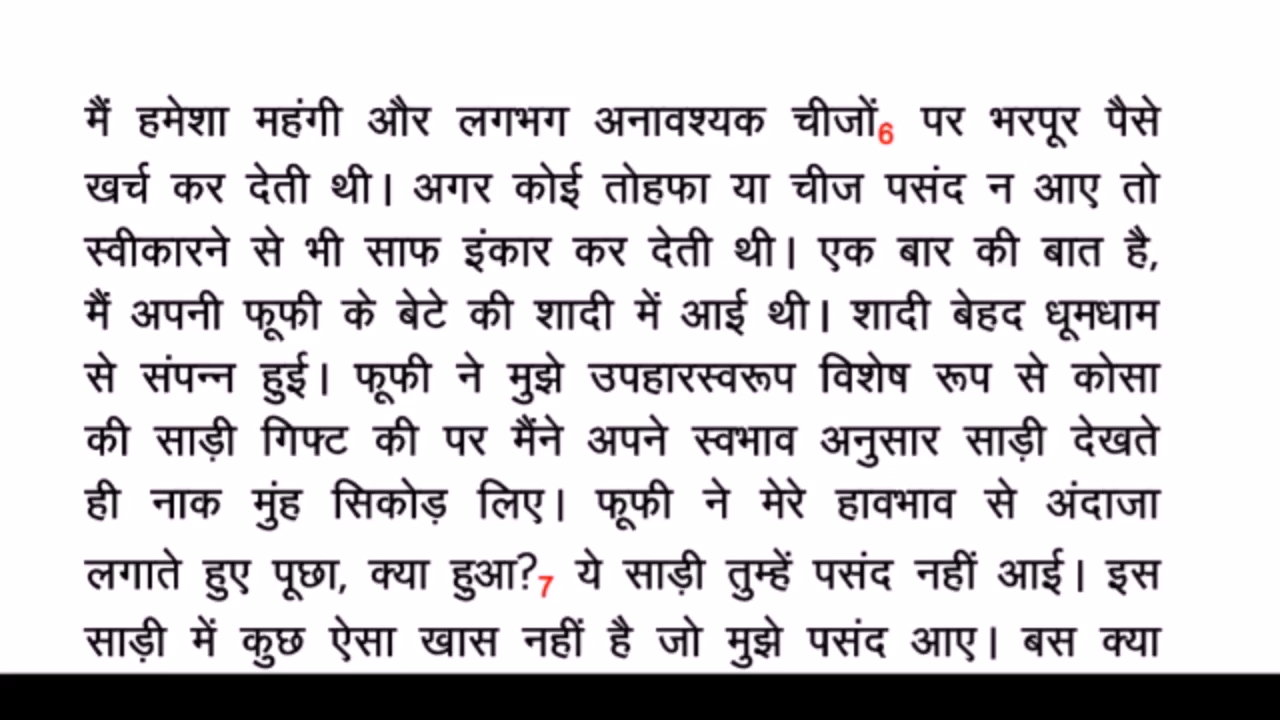 मैं हमेशा महंगी और लगभग अनावश्यक चीजों6 पर भरपूर पैसे
खर्च कर देती थी। अगर कोई तोहफा या चीज पसंद न आए तो
स्वीकारने से भी साफ इंकार कर देती थी। एक बार की बात है,
मैं अपनी फूफी के बेटे की शादी में आई थी। शादी बेहद धूमधाम
से संपन्न हुई। फूफी ने मुझे उपहारस्वरूप विशेष रूप से कोसा
की साड़ी गिफ्ट की पर मैंने अपने स्वभाव अनुसार साड़ी देखते
ही नाक मुंह सिकोड़ लिए। फूफी ने मेरे हावभाव से अंदाजा
लगाते हुए पूछा, क्या हुआ?7 ये साड़ी तुम्हें पसंद नहीं आई। इस
साड़ी में कुछ ऐसा खास नहीं है जो मुझे पसंद आए। बस क्या